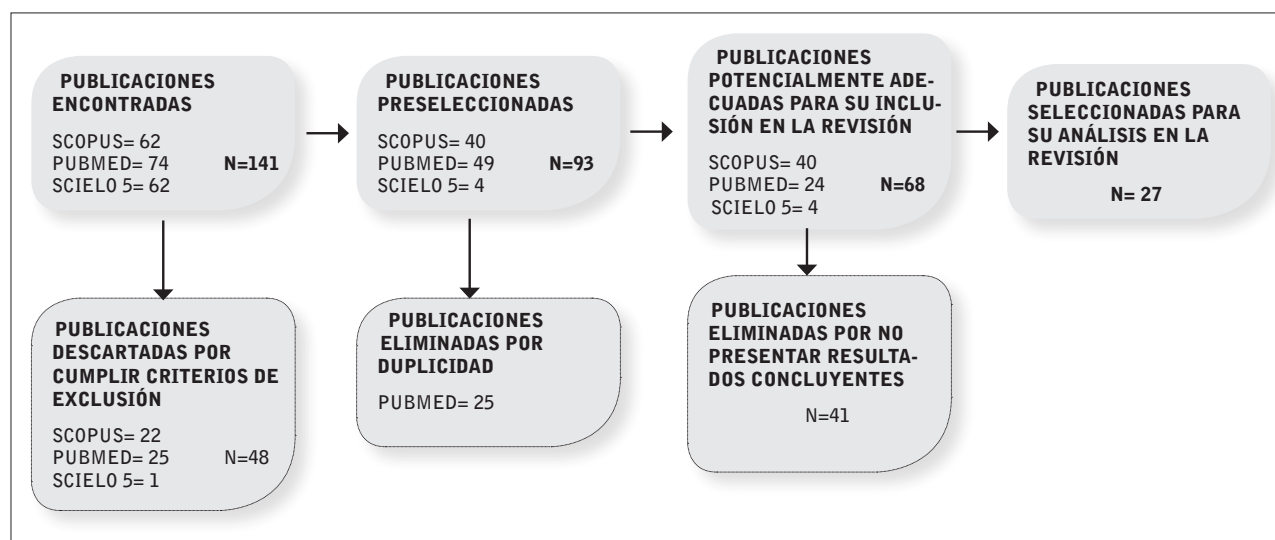 PUBLICACIONES
ENCONTRADAS
SCOPUS= 62
PUBMED= 74 N=141
SCIELO 5= 62
PUBLICACIONES
PRESELECCIONADAS
SCOPUS= 40
PUBMED= 49 N=93
SCIELO 5= 4
PUBLICACIONES
POTENCIALMENTE ADE-
CUADAS PARA SU INCLU-
SIÓN EN LA REVISIÓN
SCOPUS= 40
PUBMED= 24 N=68
SCIELO 5= 4
PUBLICACIONES
SELECCIONADAS PARA
SU ANÁLISIS EN LA
REVISIÓN
N= 27
PUBLICACIONES
DESCARTADAS POR
CUMPLIR CRITERIOS DE
EXCLUSIÓN
SCOPUS= 22
PUBMED= 25 N=48
SCIELO 5= 1
PUBLICACIONES
ELIMINADAS POR
DUPLICIDAD
PUBMED= 25
PUBLICACIONES
ELIMINADAS POR NO
PRESENTAR RESULTA-
DOS CONCLUYENTES
N=41